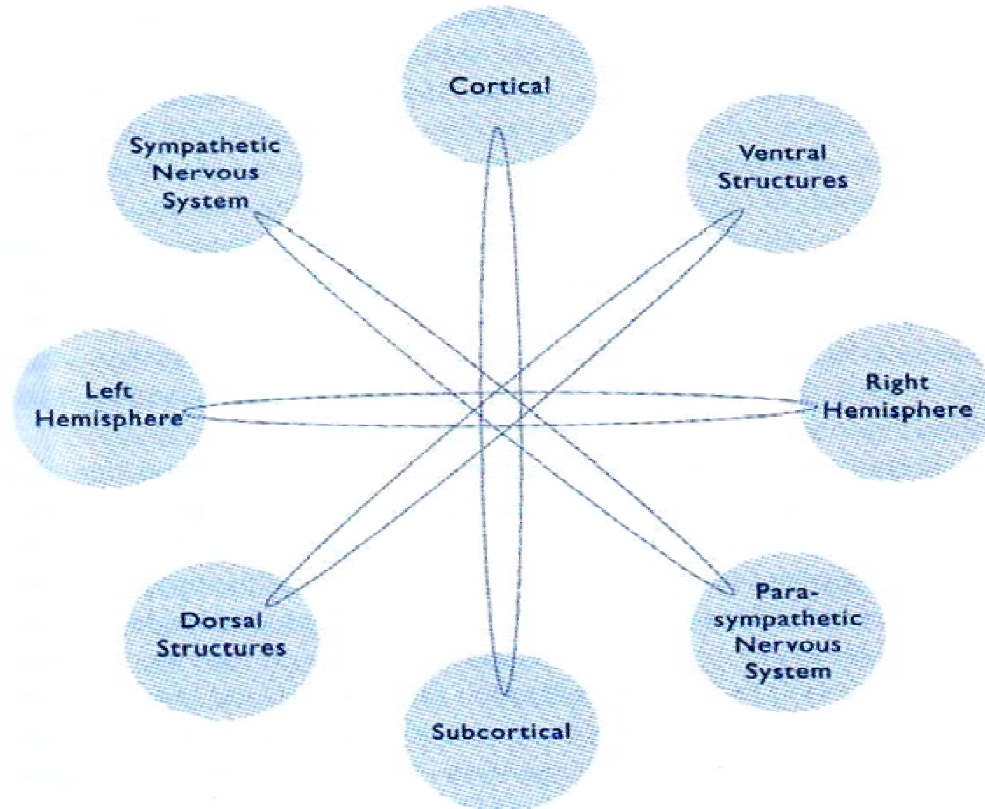 Cortical
Sympathetic
Nervous
System
Ventral
Structures
Left
Hemisphere
Right
Hemisphere
Dorsal
Structures
Para-
sympathetic
Nervous
System
Subcortical